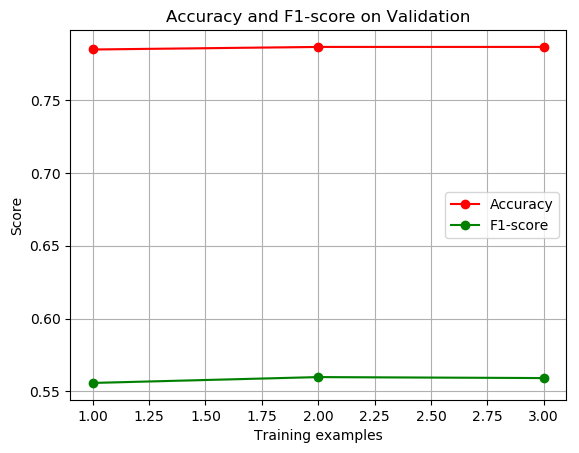 Accuracy and F1-score on Validation
Score
0.75
0.70
0.65
0.60
0.55
Accuracy
F1-score
1.00 1.25 1.50 1.75 2.00 2.25 2.50 2.75 3.00
Training examples